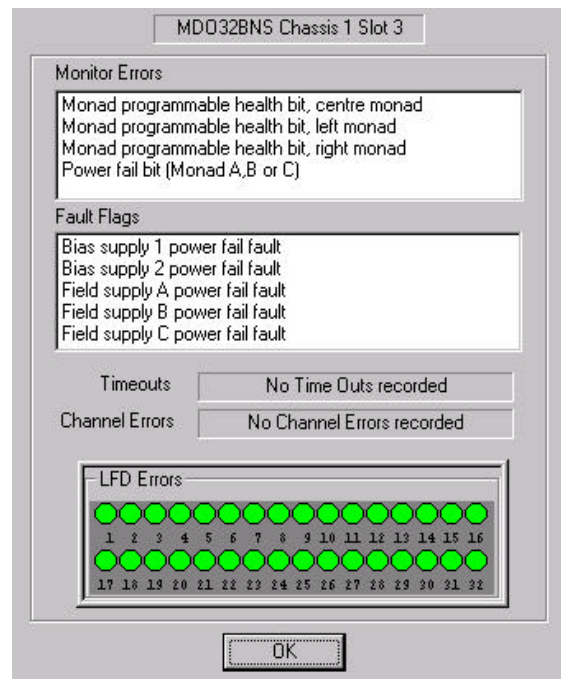 MDO32BNS Chassis 1 Slot 3
Monitor Errors
Monad programmable health bit, centre monad
Monad programmable health bit, left monad
Monad programmable health bit, right monad
Power fail bit (Monad A,B or C)
Fault Flags
Bias supply 1 power fail fault
Bias supply 2 power fail fault
Field supply A power fail fault
Field supply B power fail fault
Field supply C power fail fault
Timeouts No Time Outs recorded
Channel Errors No Channel Errors recorded
LFD Errors
1 2 3 4 5 6 7 8 9 10 11 12 13 14 15 16
17 18 19 20 21 22 23 24 25 26 27 28 29 30 31 32
OK